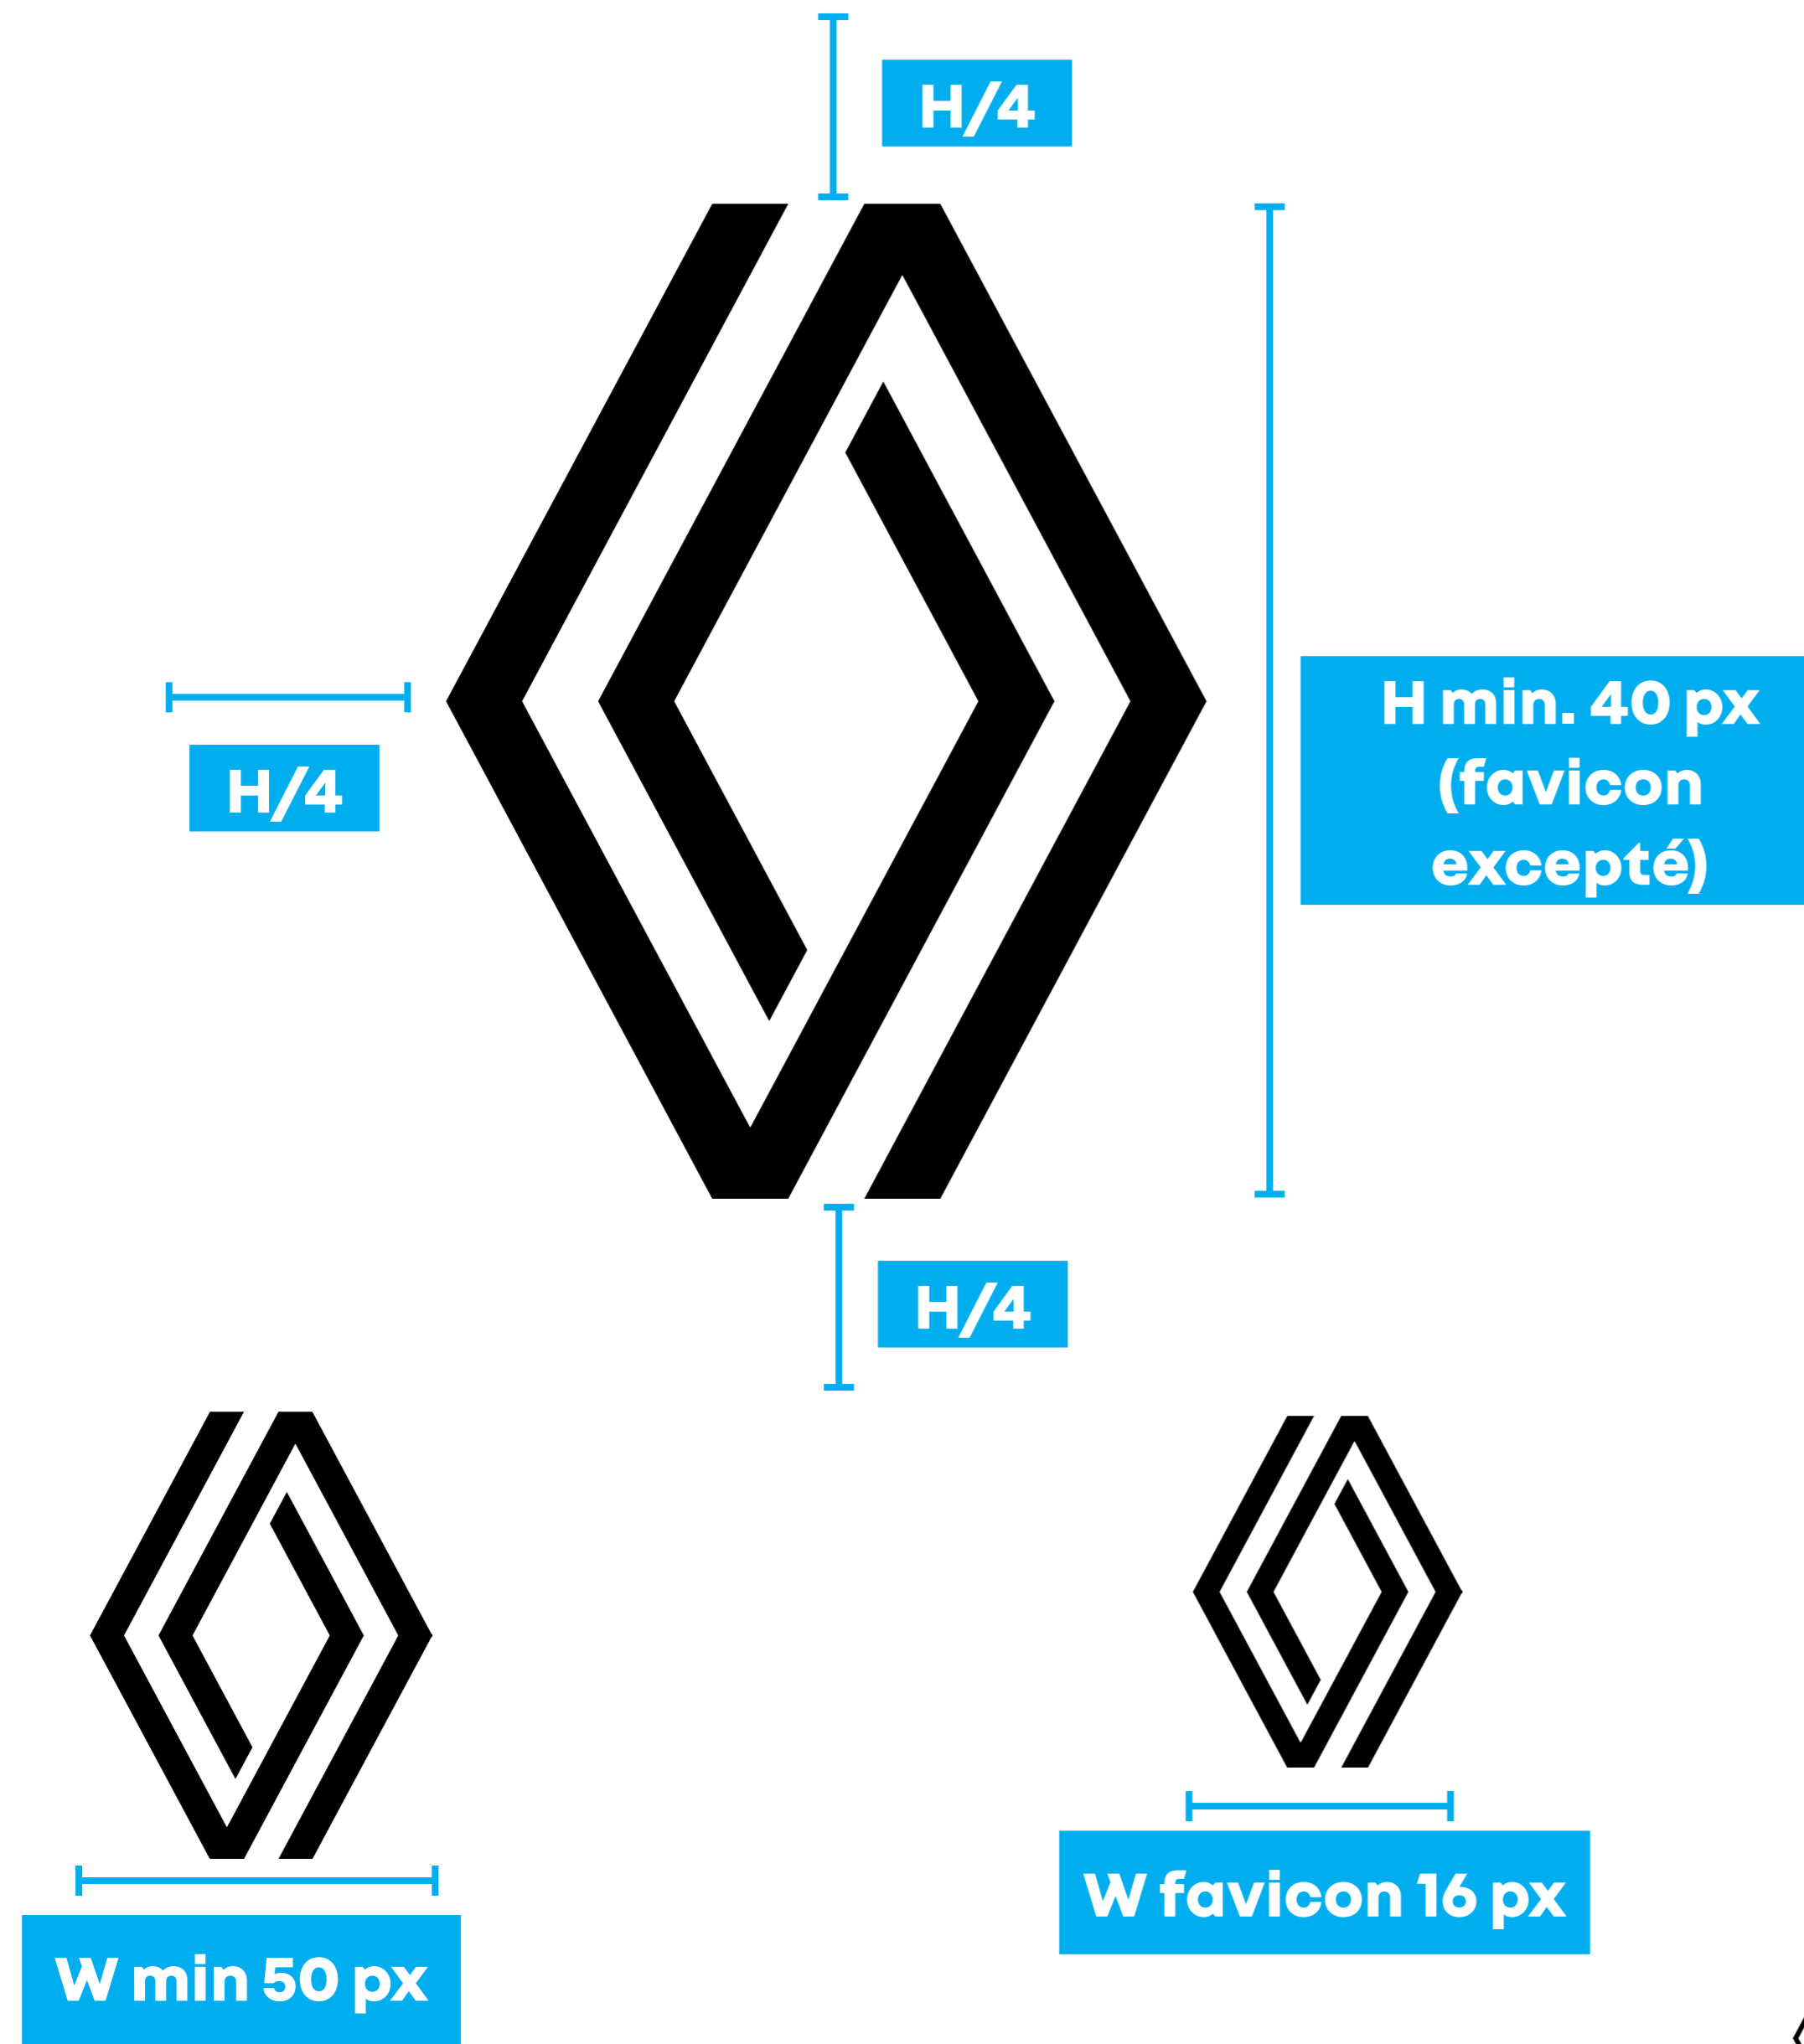 H/4
H/4
H min. 40 px
(favicon
excepté)
H/4
W favicon 16 px
W min 50 px